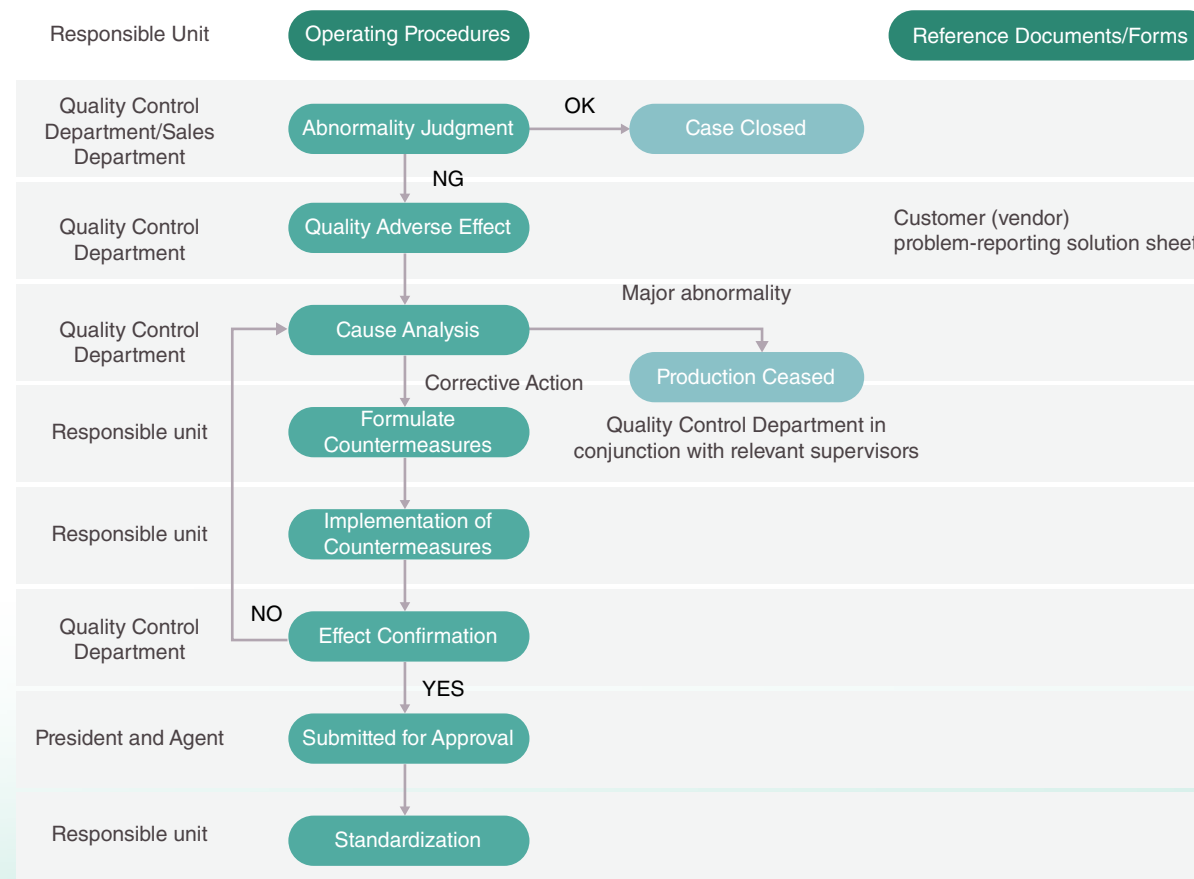 Responsible Unit
Operating Procedures
Reference Documents/Forms
Quality Control
Department/Sales
Department
Abnormality Judgment
OK
Case Closed
NG
Quality Control
Department
Quality Adverse Effect
Customer (vendor)
problem-reporting solution sheet
Major abnormality
Quality Control
Department
Cause Analysis
Production Ceased
Corrective Action
Responsible unit
Formulate
Countermeasures
Quality Control Department in
conjunction with relevant supervisors
Responsible unit
Implementation of
Countermeasures
NO
Quality Control
Department
Effect Confirmation
YES
President and Agent
Submitted for Approval
Responsible unit
Standardization